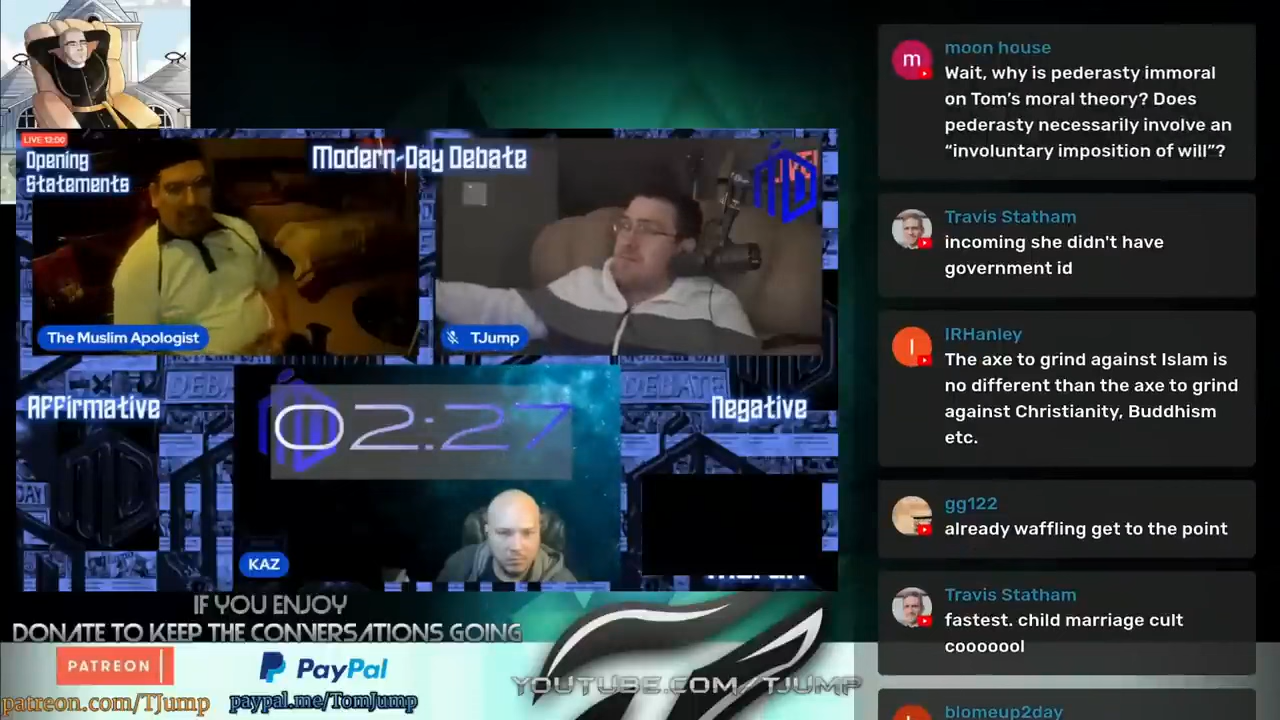 LIVE 13:00
Opening
Statements
Modern-Day Debate
The Muslim Apologist
TJump
Affirmative
Negative
DEBATE
02:27
KAZ
IF YOU ENJOY
DONATE TO KEEP THE CONVERSATIONS GOING
PATREON
PayPal
patreon.com/TJump
paypal.me/TomJump
YOUTUBE.COM/TJUMP
m
moon house
Wait, why is pederasty immoral
on Tom's moral theory? Does
pederasty necessarily involve an
“involuntary imposition of will”?
Travis Statham
incoming she didn't have
government id
I
IRHanley
The axe to grind against Islam is
no different than the axe to grind
against Christianity, Buddhism
etc.
gg122
already waffling get to the point
Travis Statham
fastest. child marriage cult
cooooool
blomeup2day